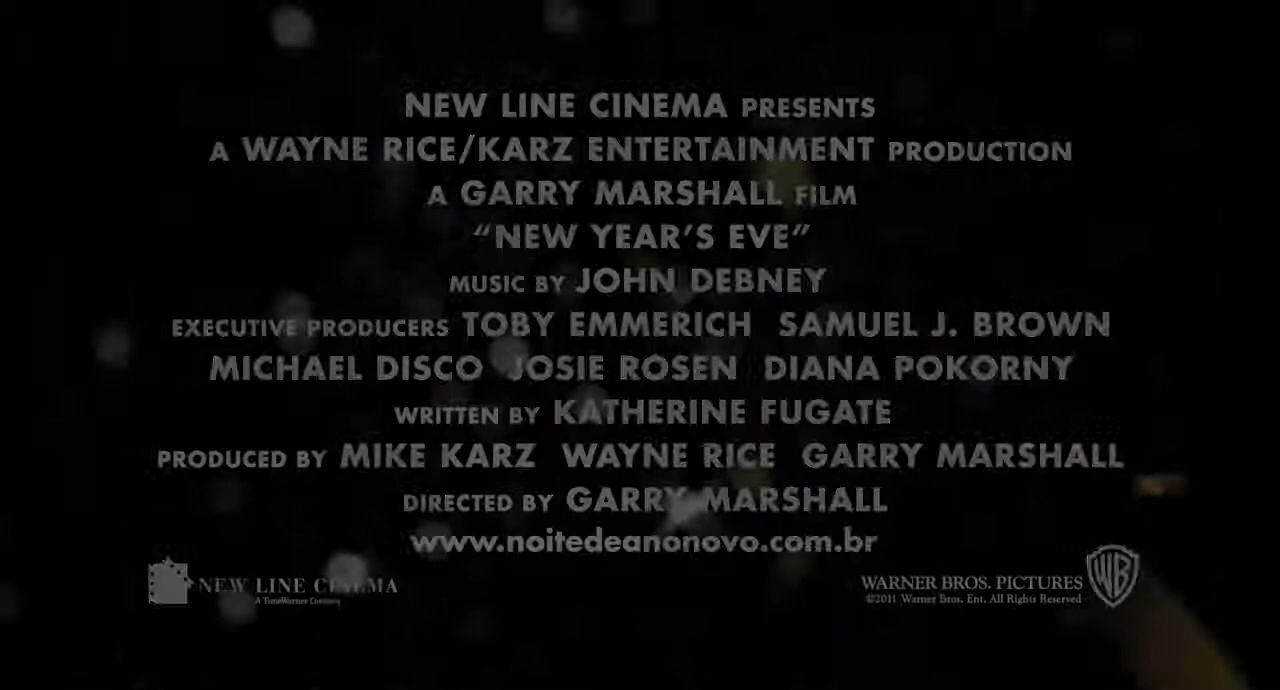 NEW LINE CINEMA PRESENTS
A WAYNE RICE/KARZ ENTERTAINMENT PRODUCTION
A GARRY MARSHALL FILM
“NEW YEAR’S EVE”
MUSIC BY JOHN DEBNEY
EXECUTIVE PRODUCERS TOBY EMMERICH SAMUEL J. BROWN
MICHAEL DISCO JOSIE ROSEN DIANA POKORNY
WRITTEN BY KATHERINE FUGATE
PRODUCED BY MIKE KARZ WAYNE RICE GARRY MARSHALL
DIRECTED BY GARRY MARSHALL
www.noitedeanonovo.com.br
NEW LINE CINEMA
A TimeWarner Company
WARNER BROS. PICTURES
©2011 Warner Bros. Ent. All Rights Reserved
WB